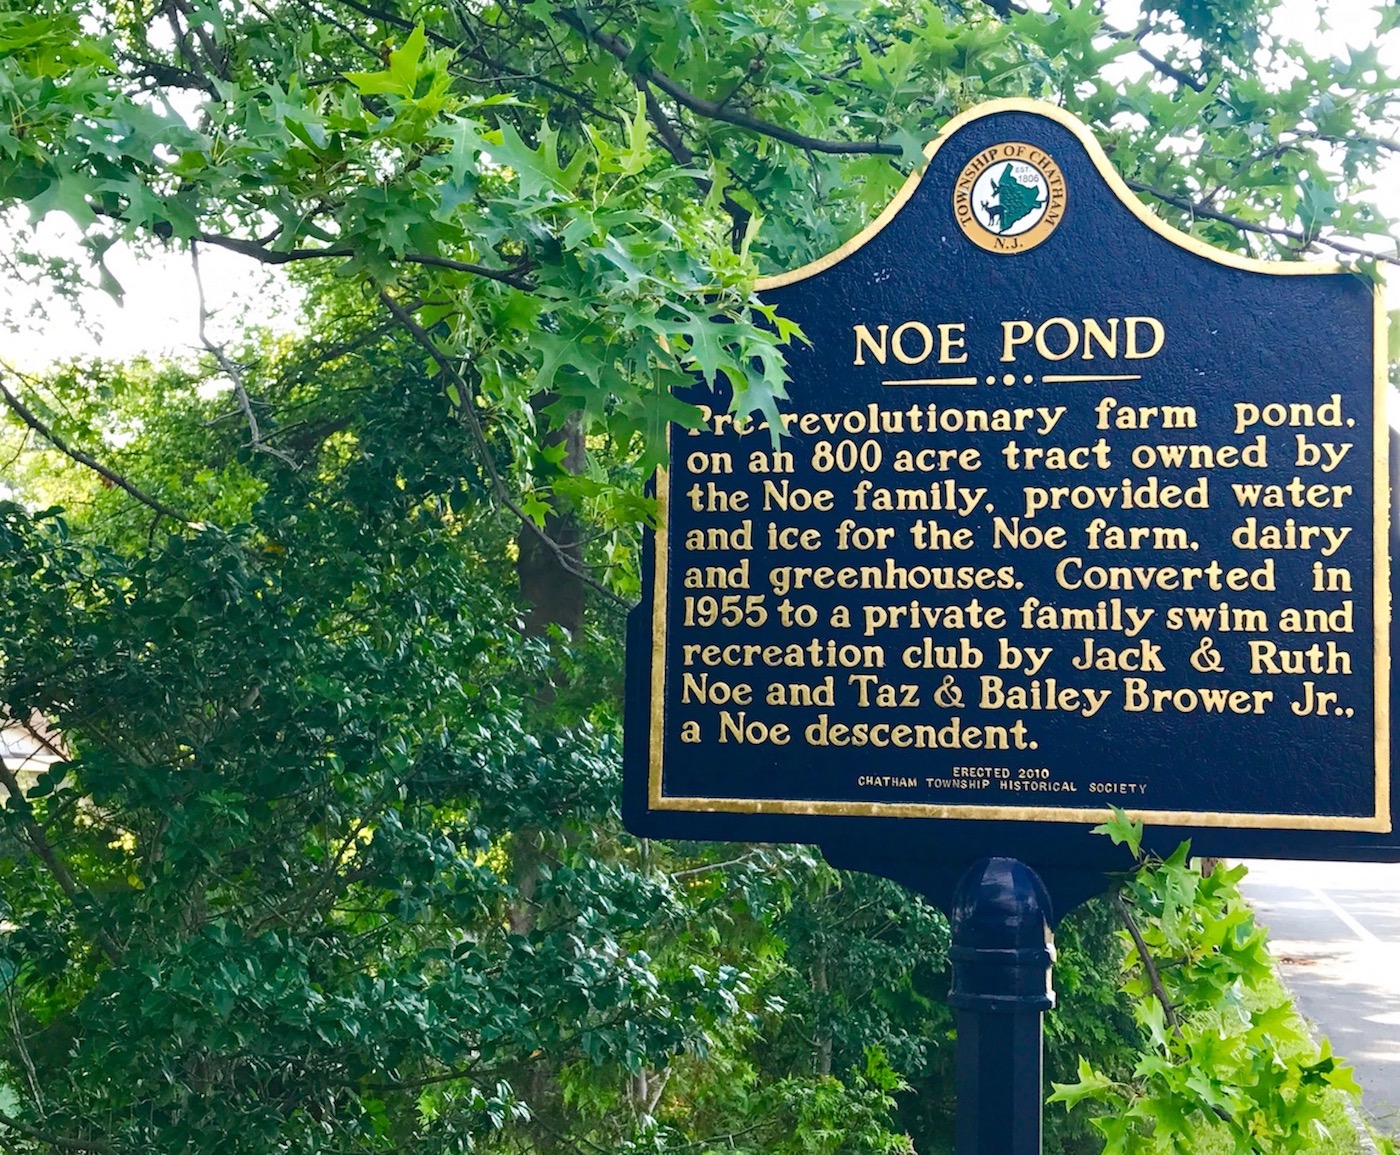 TOWNSHIP OF CHATHAM
EST.
1806
N.J.
NOE POND
Pre-revolutionary farm pond,
on an 800 acre tract owned by
the Noe family, provided water
and ice for the Noe farm, dairy
and greenhouses. Converted in
1955 to a private family swim and
recreation club by Jack & Ruth
Noe and Taz & Bailey Brower Jr.,
a Noe descendent.
ERECTED 2010
CHATHAM TOWNSHIP HISTORICAL SOCIETY